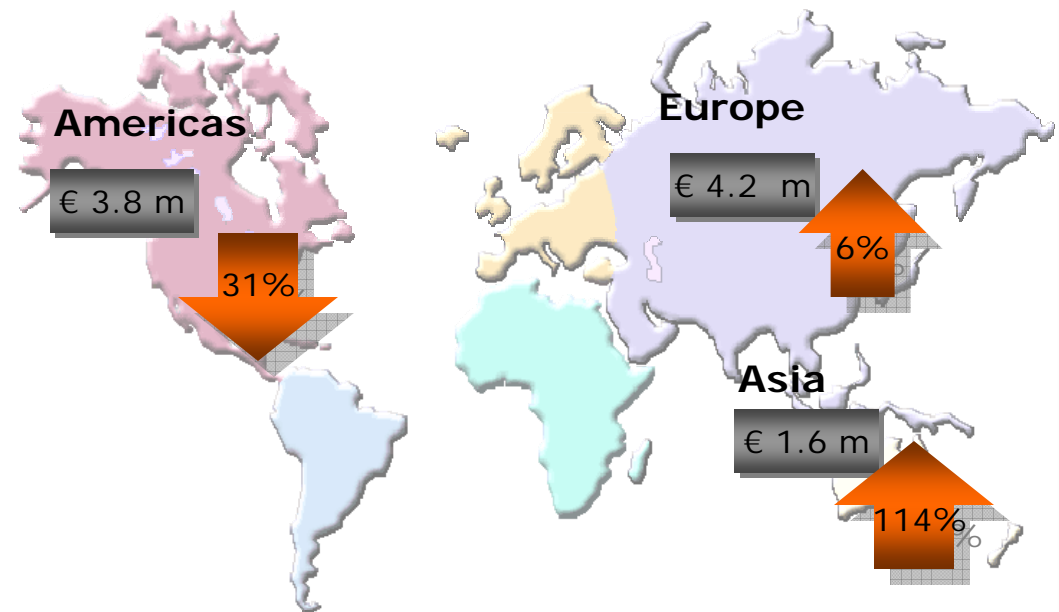 Americas
€ 3.8 m
31%
Europe
€ 4.2 m
6%
Asia
€ 1.6 m
114%